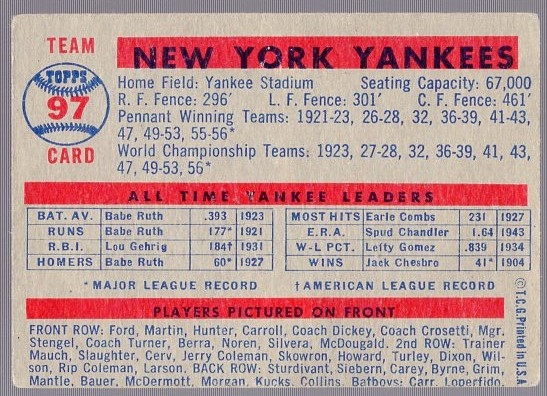 TEAM
TOPPS
97
CARD
NEW YORK YANKEES
Home Field: Yankee Stadium Seating Capacity: 67,000
R. F. Fence: 296′ L. F. Fence: 301′ C. F. Fence: 461′
Pennant Winning Teams: 1921-23, 26-28, 32, 36-39, 41-43,
47, 49-53, 55-56*
World Championship Teams: 1923, 27-28, 32, 36-39, 41, 43,
47, 49-53, 56*
ALL TIME YANKEE LEADERS
BAT. AV. Babe Ruth .393 1923
RUNS Babe Ruth 177* 1921
R.B.I. Lou Gehrig 184† 1931
HOMERS Babe Ruth 60* 1927
MOST HITS Earle Combs 231 1927
E.R.A. Spud Chandler 1.64 1943
W-L PCT. Lefty Gomez .839 1934
WINS Jack Chesbro 41* 1904
*MAJOR LEAGUE RECORD †AMERICAN LEAGUE RECORD
PLAYERS PICTURED ON FRONT
FRONT ROW: Ford, Martin, Hunter, Carroll, Coach Dickey, Coach Crosetti, Mgr.
Stengel, Coach Turner, Berra, Noren, Silvera, McDougald. 2ND ROW: Trainer
Mauch, Slaughter, Cerv, Jerry Coleman, Skowron, Howard, Turley, Dixon, Wil-
son, Rip Coleman, Larson. BACK ROW: Sturdivant, Siebern, Carey, Byrne, Grim,
Mantle, Bauer, McDermott, Morgan, Kucks, Collins. Batboys: Carr, Loperfido.
©T.C.G. Printed in U.S.A.